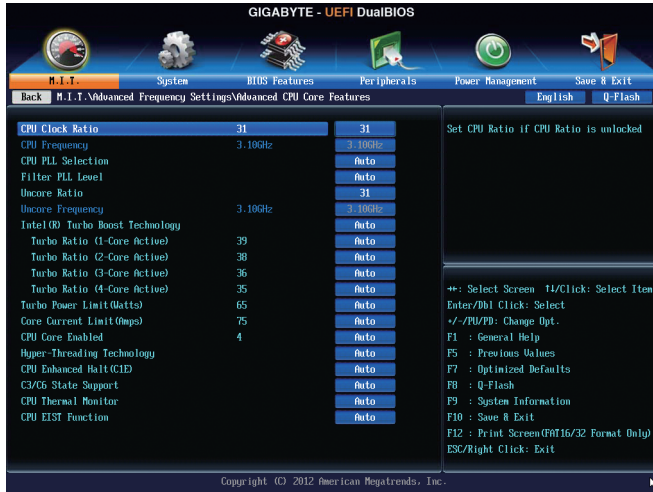 GIGABYTE - UEFI DualBIOS
M.I.T. System BIOS Features Peripherals Power Management Save & Exit
Back M.I.T.\Advanced Frequency Settings\Advanced CPU Core Features English Q-Flash
CPU Clock Ratio 31 31
CPU Frequency 3.10GHz 3.10GHz
CPU PLL Selection Auto
Filter PLL Level Auto
Uncore Ratio 31
Uncore Frequency 3.10GHz 3.10GHz
Intel(R) Turbo Boost Technology Auto
Turbo Ratio (1-Core Active) 39 Auto
Turbo Ratio (2-Core Active) 38 Auto
Turbo Ratio (3-Core Active) 36 Auto
Turbo Ratio (4-Core Active) 35 Auto
Turbo Power Limit(Watts) 65 Auto
Core Current Limit(Amps) 75 Auto
CPU Core Enabled 4 Auto
Hyper-Threading Technology Auto
CPU Enhanced Halt(C1E) Auto
C3/C6 State Support Auto
CPU Thermal Monitor Auto
CPU EIST Function Auto
Set CPU Ratio if CPU Ratio is unlocked
→←: Select Screen ↑↓/Click: Select Item
Enter/Dbl Click: Select
+/-/PU/PD: Change Opt.
F1 : General Help
F5 : Previous Values
F7 : Optimized Defaults
F8 : Q-Flash
F9 : System Information
F10 : Save & Exit
F12 : Print Screen(FAT16/32 Format Only)
ESC/Right Click: Exit
Copyright (C) 2012 American Megatrends, Inc.